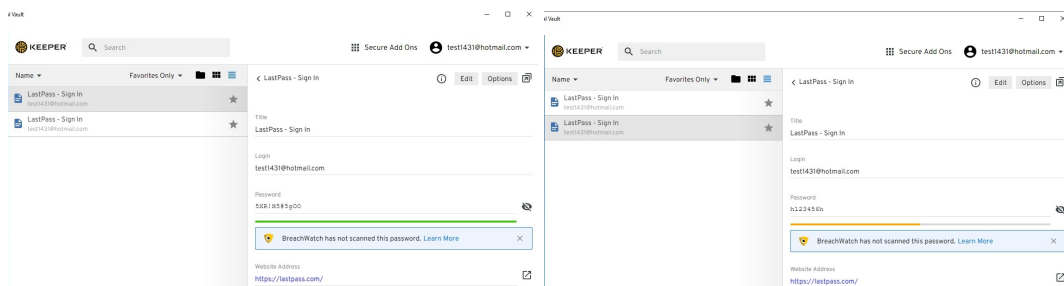 el Vault
KEEPER
Search
Secure Add Ons
test1431@hotmail.com
Name
Favorites Only
LastPass - Sign In
Edit
Options
LastPass - Sign In
test1431@hotmail.com
LastPass - Sign In
test1431@hotmail.com
Title
LastPass - Sign In
Login
test1431@hotmail.com
Password
BreachWatch has not scanned this password. Learn More
Website Address
https://lastpass.com/
el Vault
KEEPER
Search
Secure Add Ons
test1431@hotmail.com
Name
Favorites Only
LastPass - Sign In
Edit
Options
LastPass - Sign In
test1431@hotmail.com
LastPass - Sign In
test1431@hotmail.com
Title
LastPass - Sign In
Login
test1431@hotmail.com
Password
h123456h
BreachWatch has not scanned this password. Learn More
Website Address
https://lastpass.com/